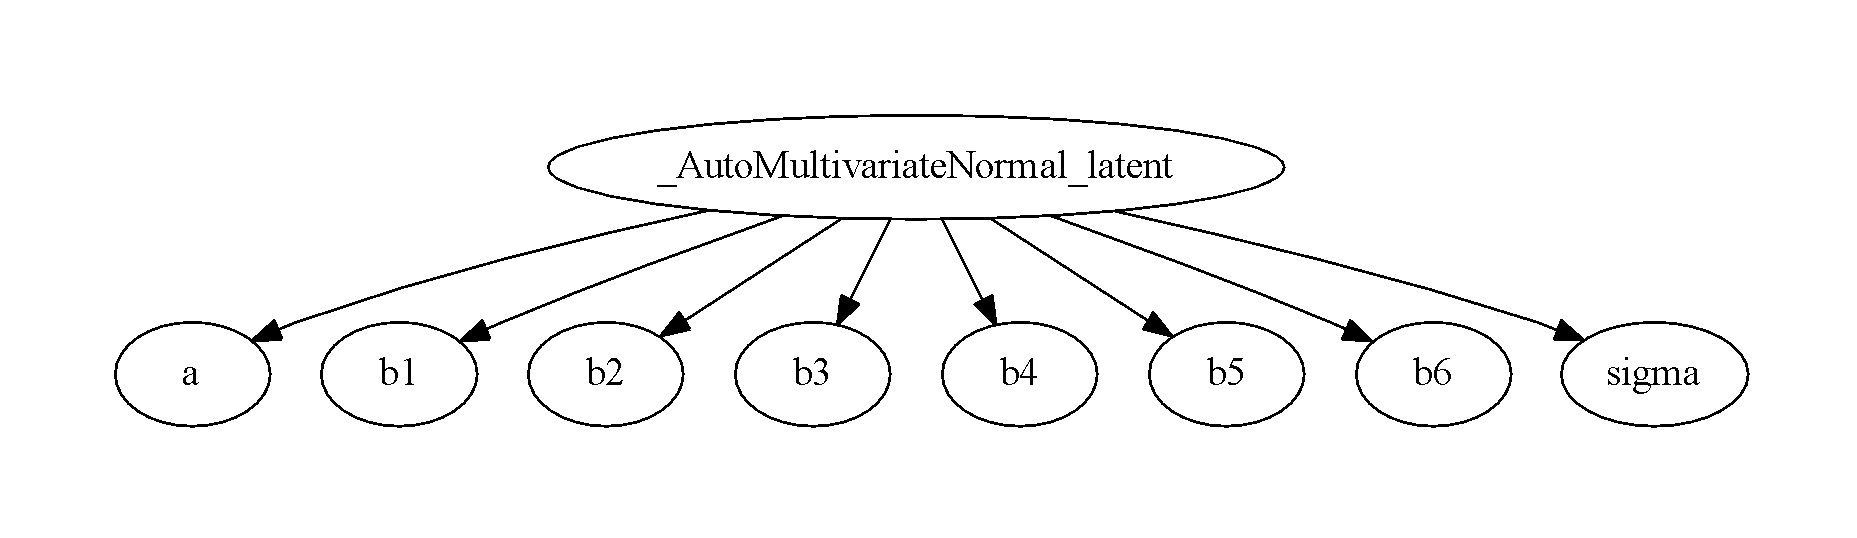 _AutoMultivariateNormal_latent
a b1 b2 b3 b4 b5 b6 sigma